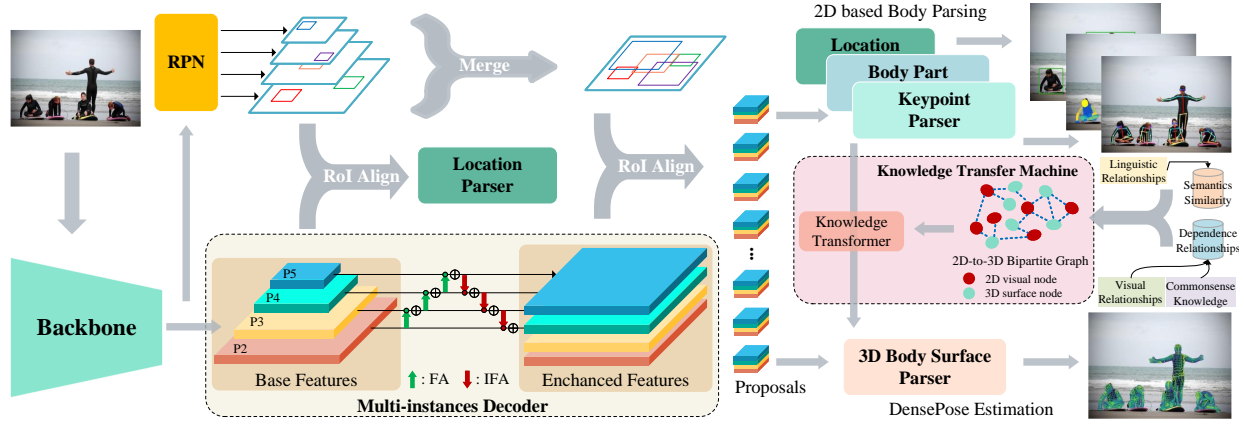 2D based Body Parsing
RPN
Merge
Location
Body Part
Keypoint
Parser
RoI Align
Location
Parser
RoI Align
Knowledge Transfer Machine
Linguistic
Relationships
Semantics
Similarity
Knowledge
Transformer
Dependence
Relationships
2D-to-3D Bipartite Graph
2D visual node
3D surface node
Visual
Relationships
Commonsense
Knowledge
Backbone
P5
P4
P3
P2
...
Base Features
: FA
: IFA
Enchanced Features
Multi-instances Decoder
Proposals
3D Body Surface
Parser
DensePose Estimation